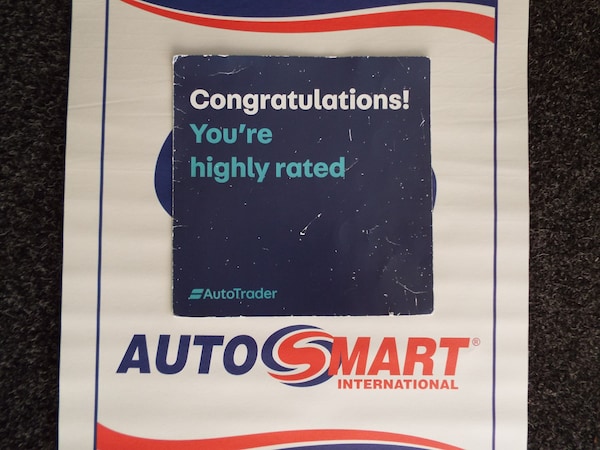 Congratulations!
You're
highly rated
AutoTrader
AUTOSMART®
INTERNATIONAL